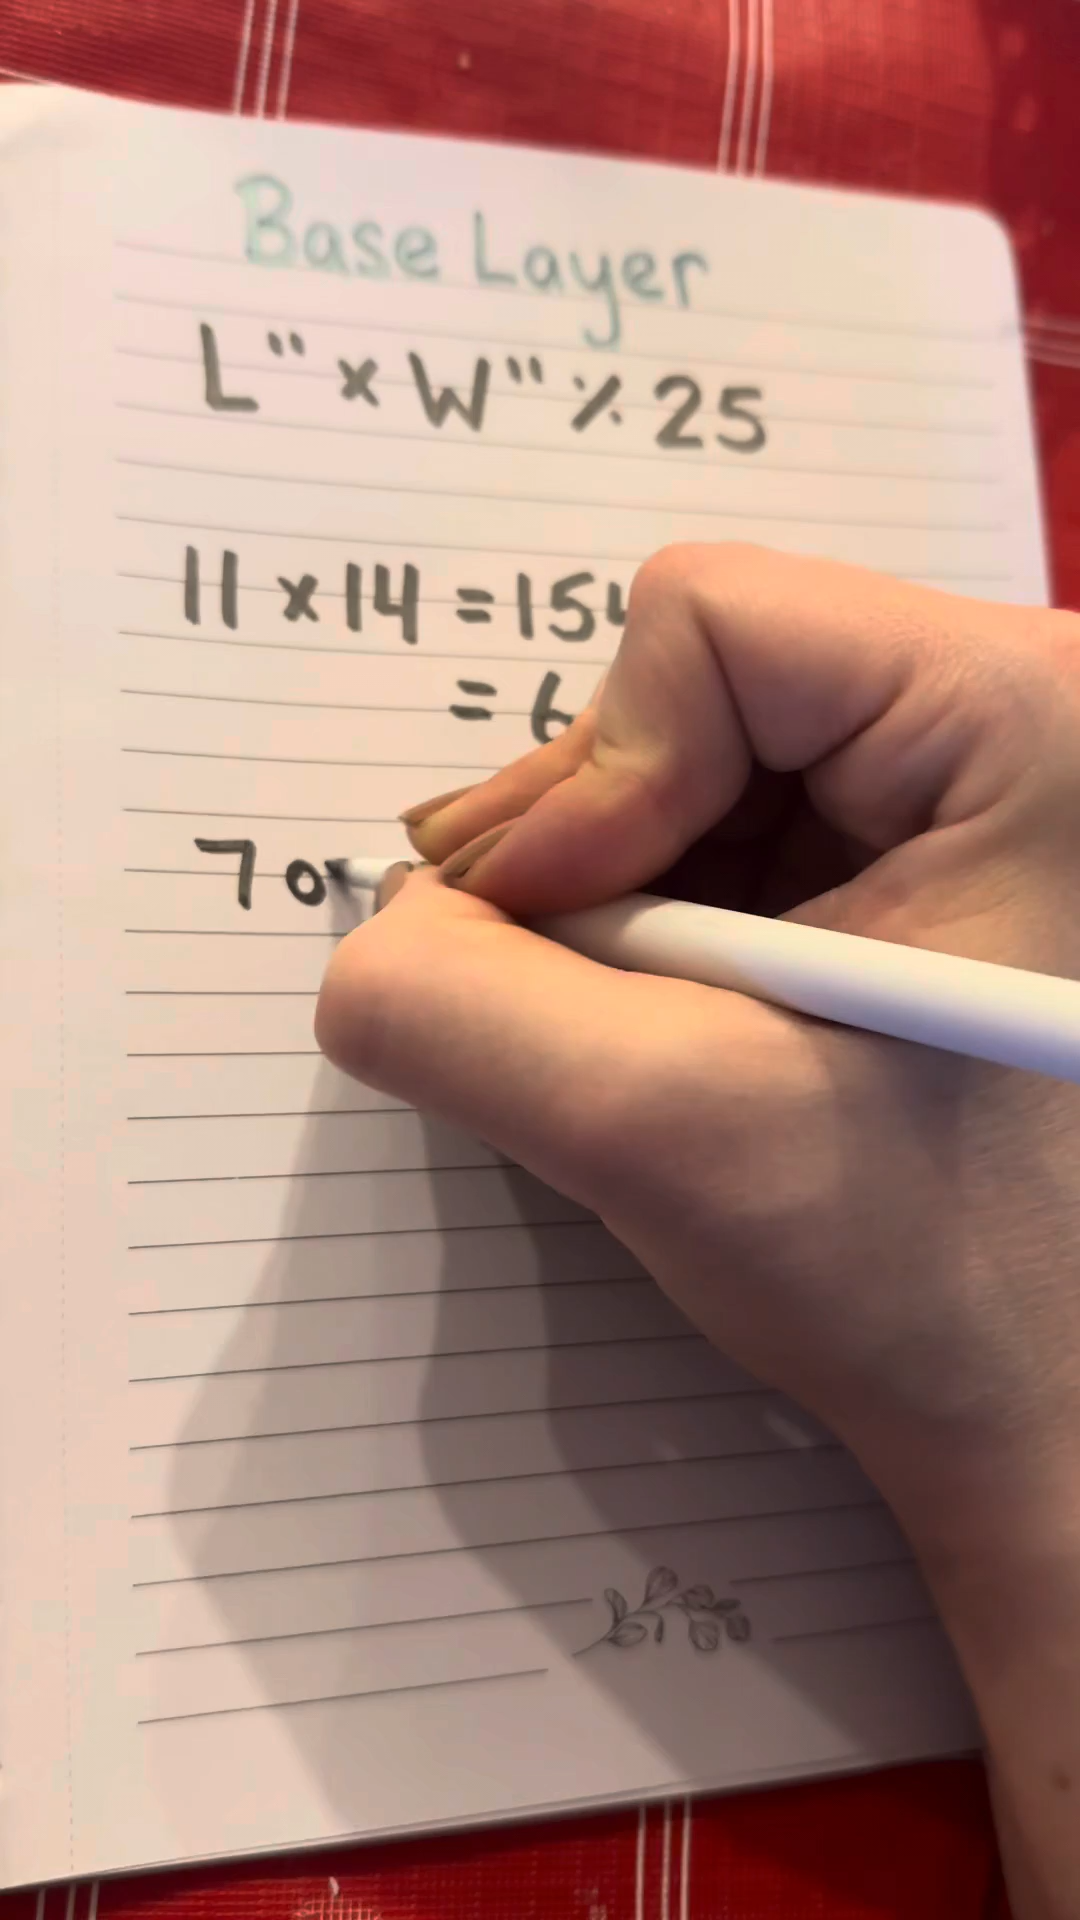 Base Layer
L" x W" ٪ 25
11 x 14 = 154
= 6
7 o